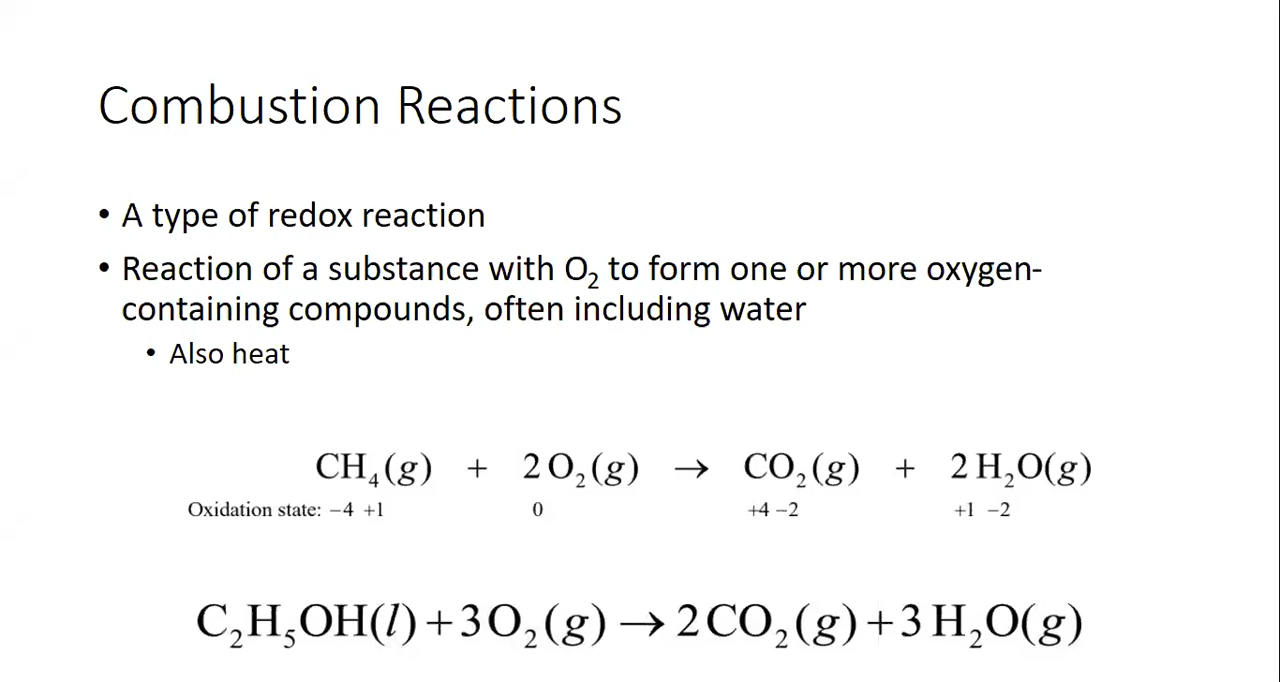 Combustion Reactions
• A type of redox reaction
• Reaction of a substance with O₂ to form one or more oxygen-
containing compounds, often including water
• Also heat
CH₄(g) + 2 O₂(g) → CO₂(g) + 2 H₂O(g)
Oxidation state: −4 +1 0 +4 −2 +1 −2
C₂H₅OH(l) + 3 O₂(g) → 2 CO₂(g) + 3 H₂O(g)